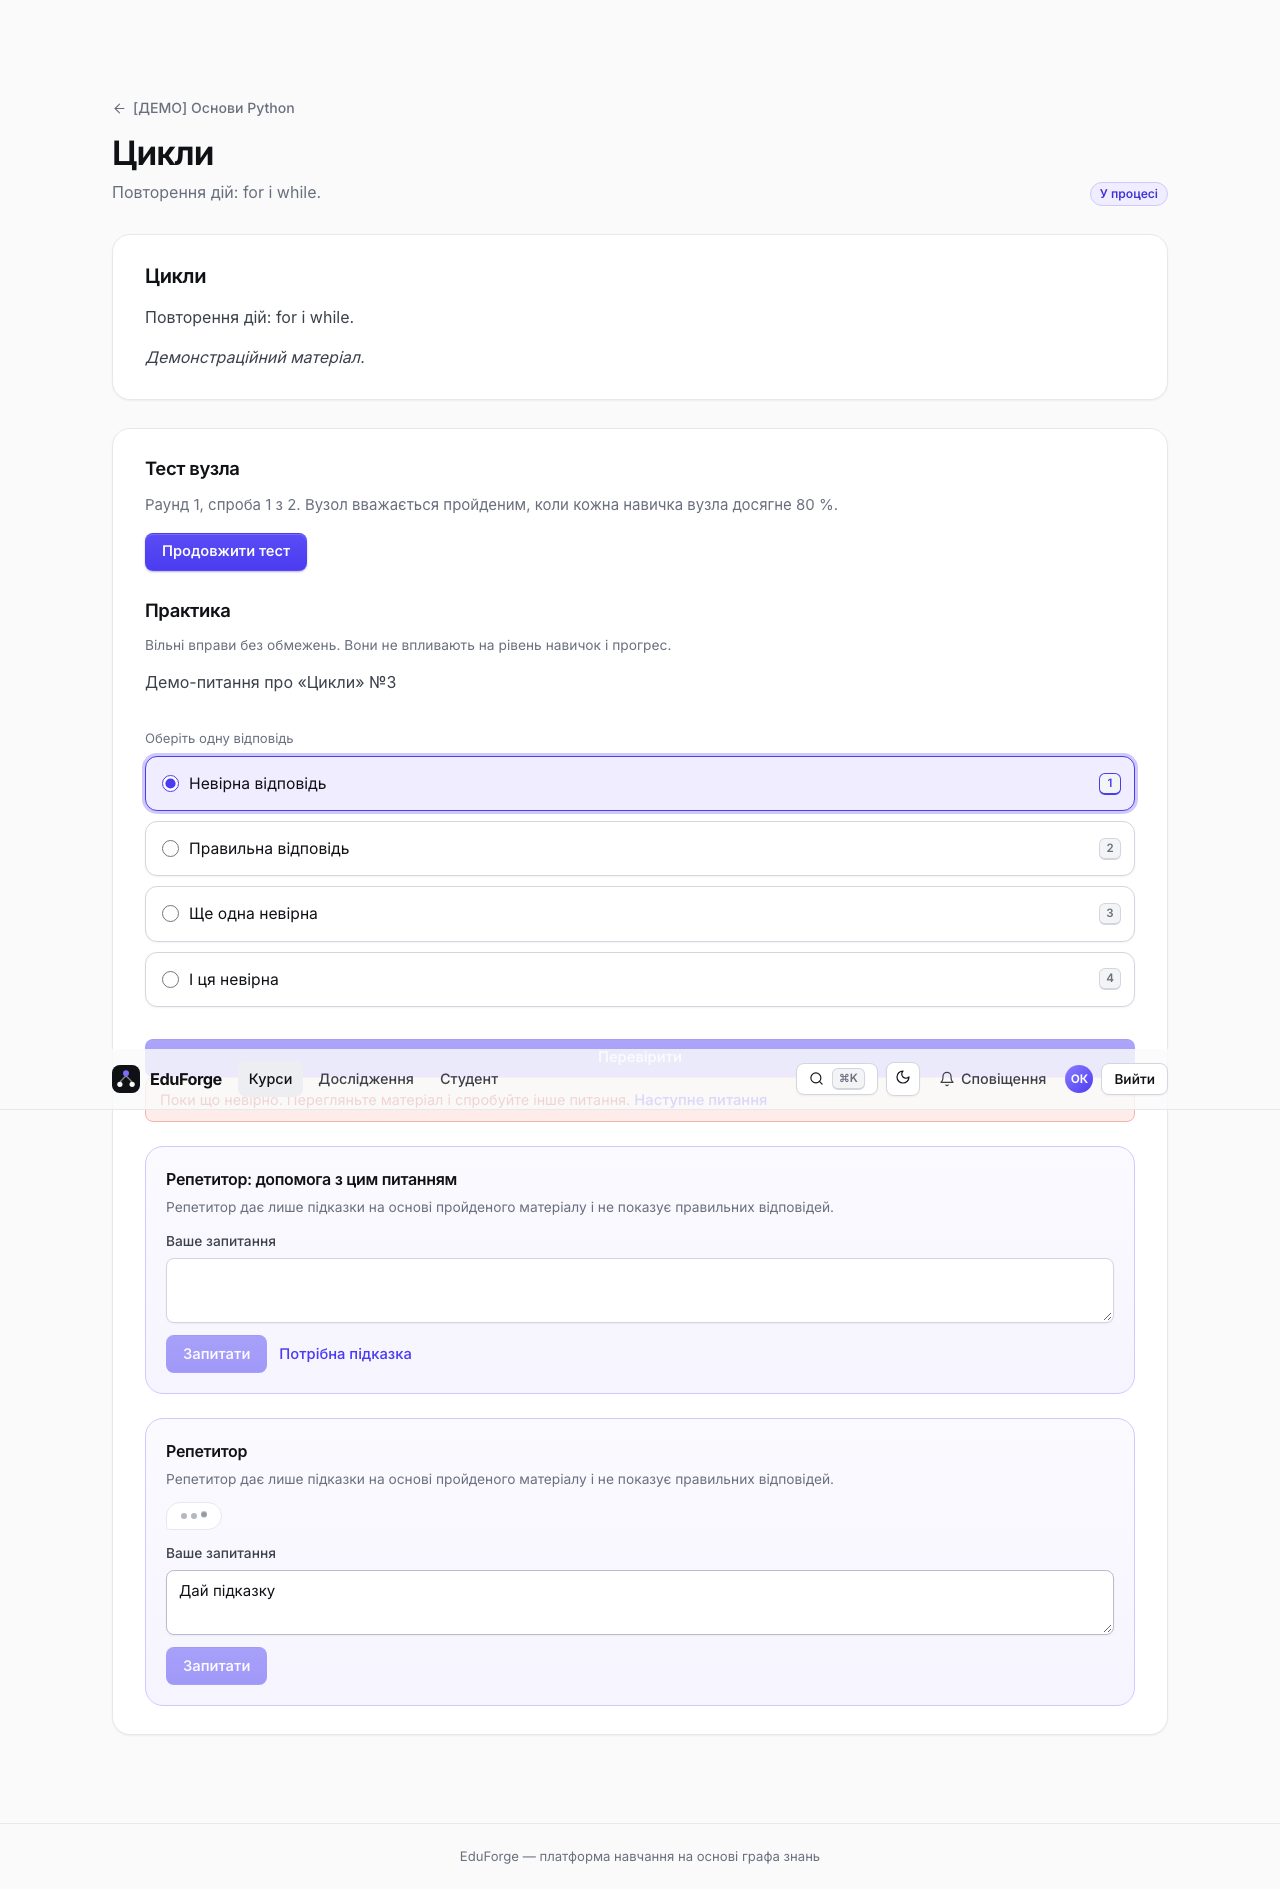 ← [ДЕМО] Основи Python
Цикли
Повторення дій: for і while.
У процесі
Цикли
Повторення дій: for і while.
Демонстраційний матеріал.
Тест вузла
Раунд 1, спроба 1 з 2. Вузол вважається пройденим, коли кожна навичка вузла досягне 80 %.
Продовжити тест
Практика
Вільні вправи без обмежень. Вони не впливають на рівень навичок і прогрес.
Демо-питання про «Цикли» №3
Оберіть одну відповідь
Невірна відповідь 1
Правильна відповідь 2
Ще одна невірна 3
І ця невірна 4
Перевірити
EduForge Курси Дослідження Студент ⌘K Сповіщення ОК Вийти
Поки що невірно. Перегляньте матеріал і спробуйте інше питання. Наступне питання
Репетитор: допомога з цим питанням
Репетитор дає лише підказки на основі пройденого матеріалу і не показує правильних відповідей.
Ваше запитання
Запитати Потрібна підказка
Репетитор
Репетитор дає лише підказки на основі пройденого матеріалу і не показує правильних відповідей.
Ваше запитання
Дай підказку
Запитати
EduForge — платформа навчання на основі графа знань